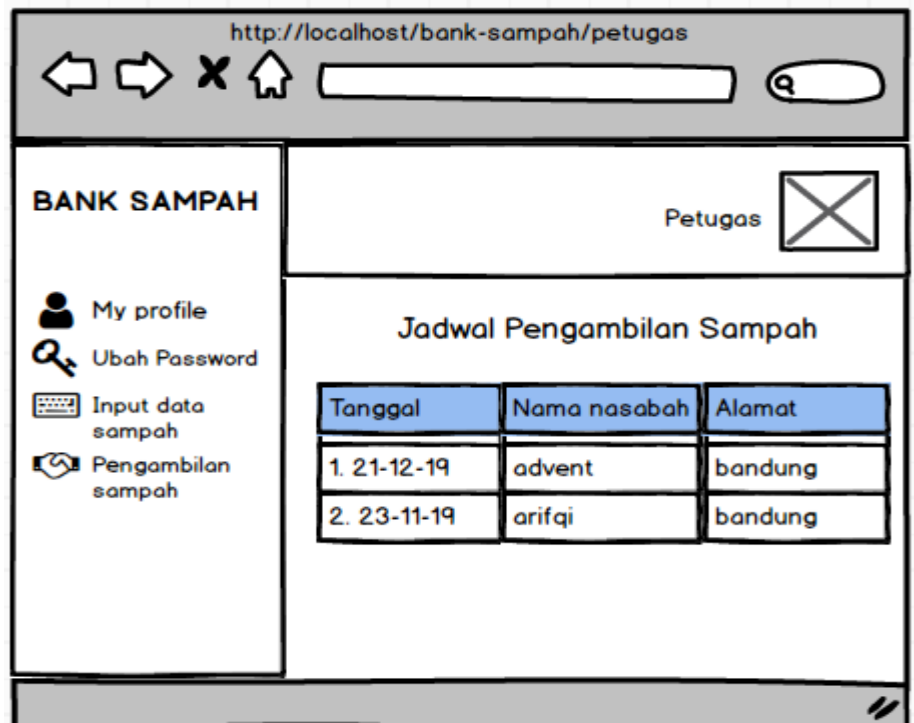 http://localhost/bank-sampah/petugas
BANK SAMPAH
Petugas
My profile
Ubah Password
Input data
sampah
Pengambilan
sampah
Jadwal Pengambilan Sampah
Tanggal Nama nasabah Alamat
1. 21-12-19 advent bandung
2. 23-11-19 arifqi bandung